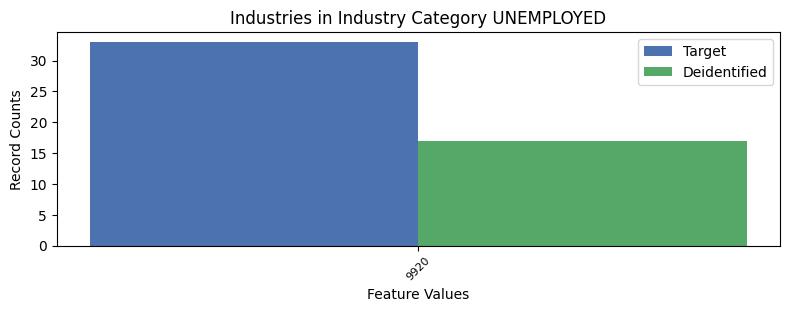 Industries in Industry Category UNEMPLOYED
Target
Deidentified
Record Counts
30
25
20
15
10
5
0
9920
Feature Values